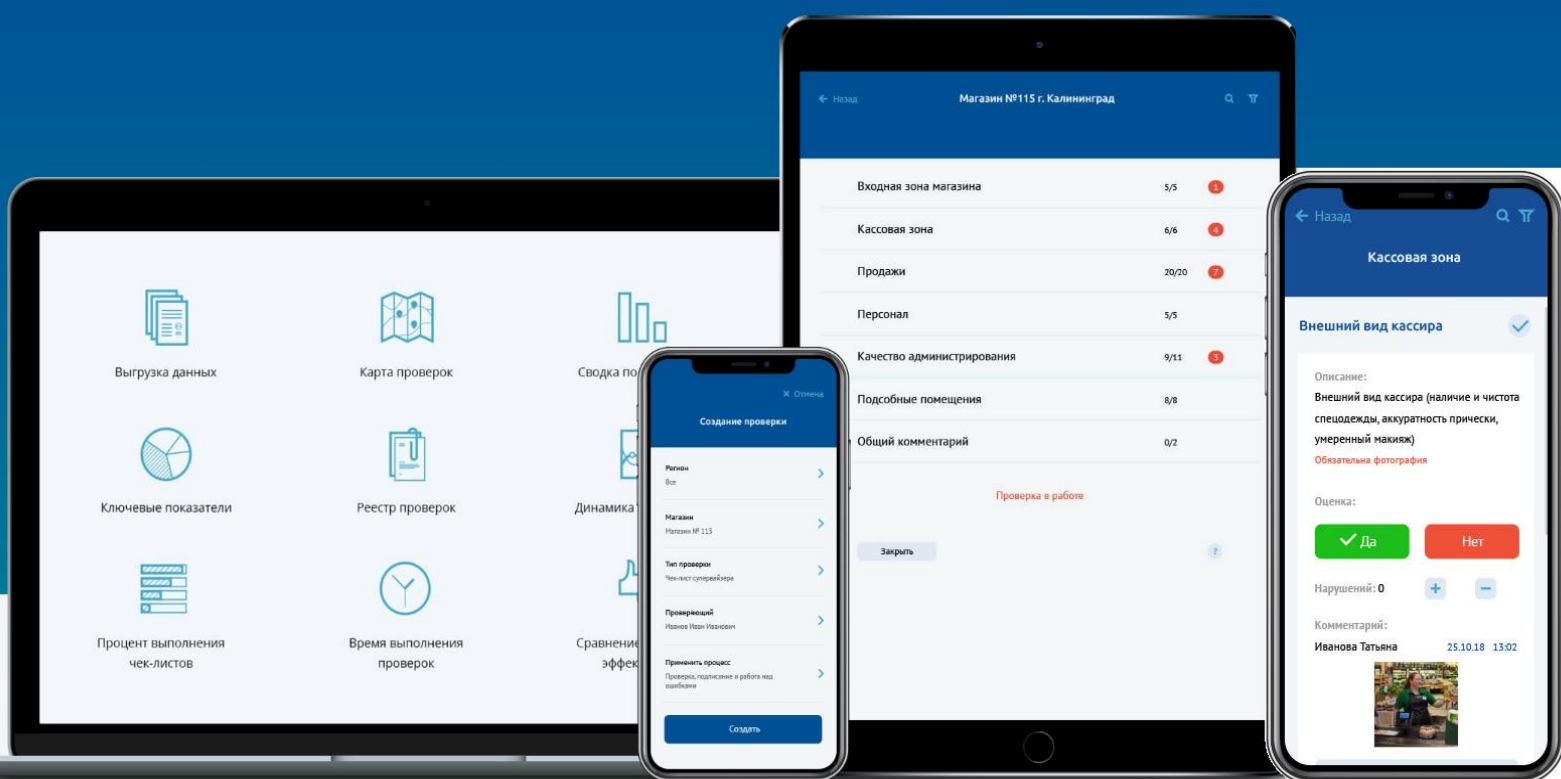 Выгрузка данных
Карта проверок
Сводка по
Ключевые показатели
Реестр проверок
Динамика
Процент выполнения
чек-листов
Время выполнения
проверок
Сравнение
эффек
× Отмена
Создание проверки
Регион
Все
Магазин
Магазин № 113
Тип проверки
Чек-лист супервайзера
Проверяющий
Иванов Иван Иванович
Применить процесс
Проверка, подписание и работа над
ошибками
Создать
← Назад
Магазин №115 г. Калининград
Входная зона магазина 5/5 1
Кассовая зона 6/6 4
Продажи 20/20 7
Персонал 5/5
Качество администрирования 9/11 3
Подсобные помещения 8/8
Общий комментарий 0/2
Проверка в работе
Закрыть ?
← Назад
Кассовая зона
Внешний вид кассира
Описание:
Внешний вид кассира (наличие и чистота
спецодежды, аккуратность прически,
умеренный макияж)
Обязательна фотография
Оценка:
Да Нет
Нарушений: 0 + −
Комментарий:
Иванова Татьяна 25.10.18 13:02